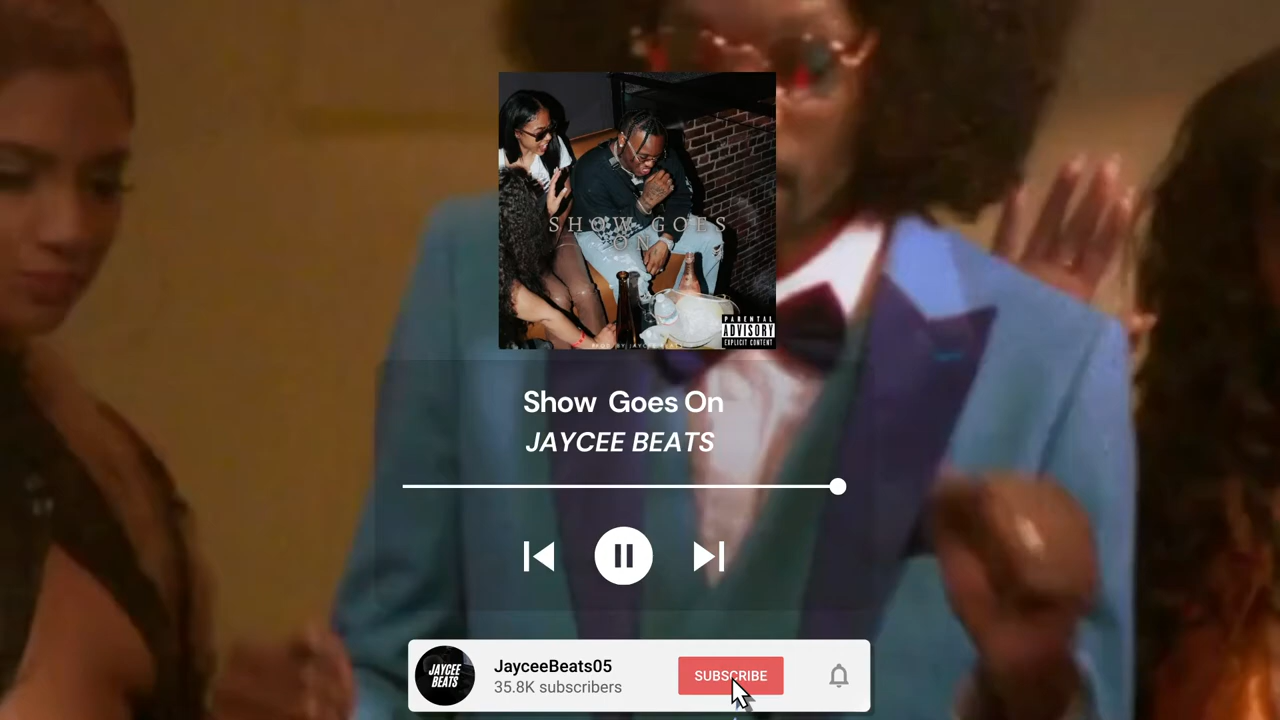 SHOW GOES
ON
PARENTAL
ADVISORY
EXPLICIT CONTENT
Show Goes On
JAYCEE BEATS
JAYCEE
BEATS
JayceeBeats05
35.8K subscribers
SUBSCRIBE